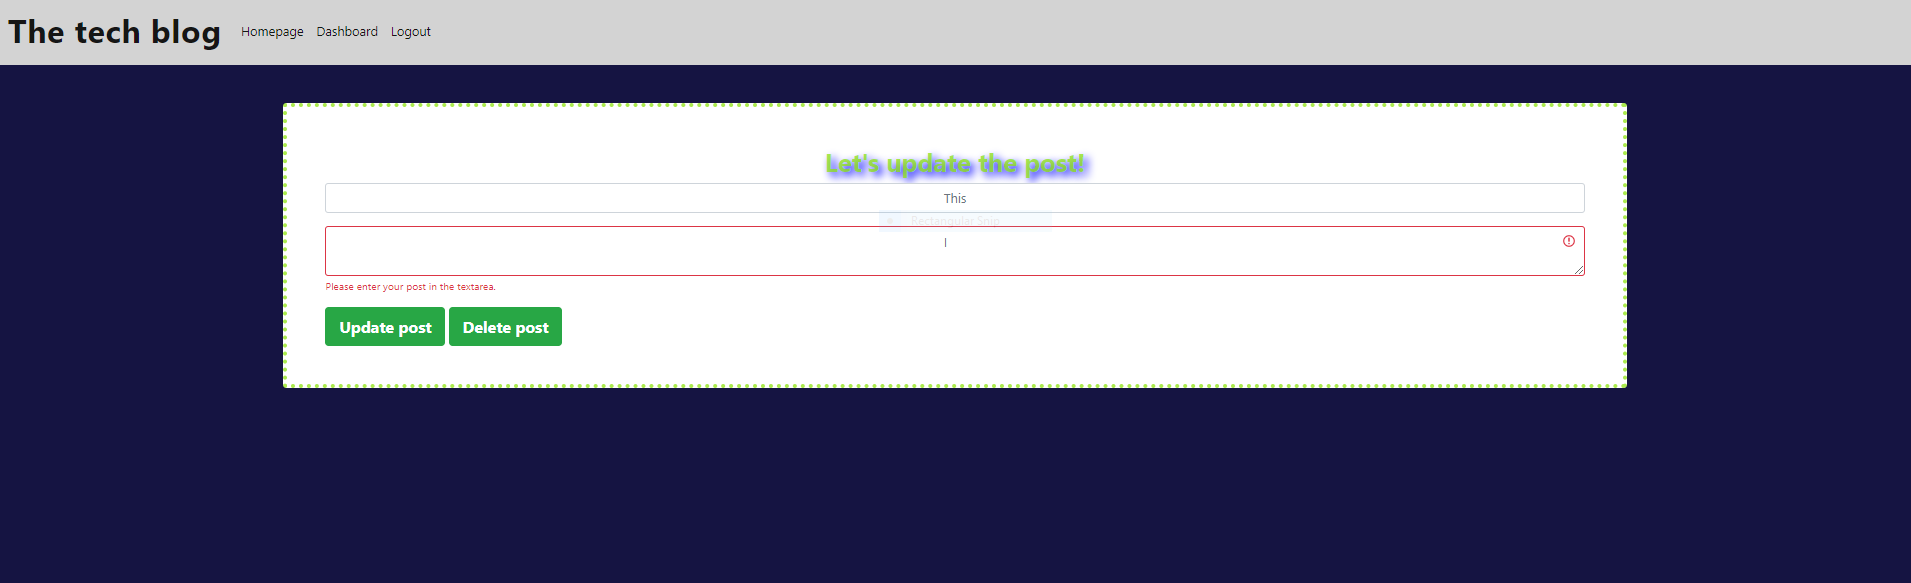 The tech blog Homepage Dashboard Logout
Let's update the post!
This
Rectangular Snip
I
Please enter your post in the textarea.
Update post Delete post